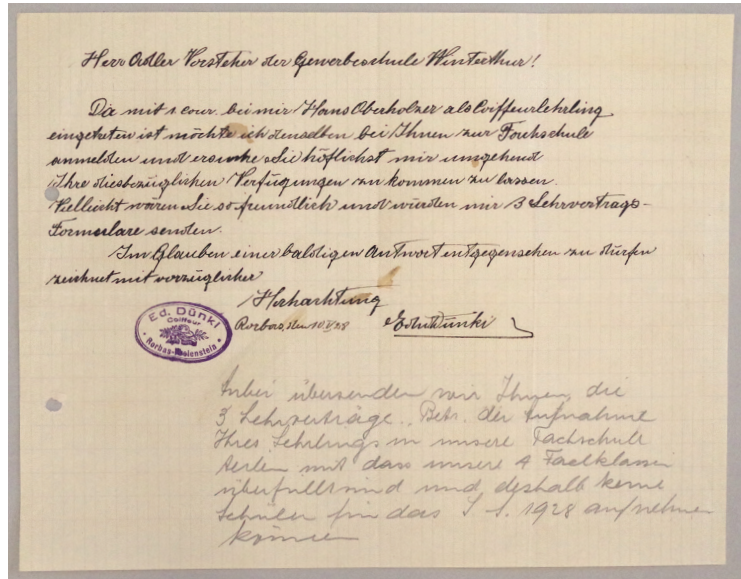 Herr Odler Vorsteher der Gewerbeschule Winterthur!
Da mit 1. cour. bei mir Hans Oberholzer als Coiffeurlehrling
eingetreten ist möchte ich denselben bei Ihnen zur Fachschule
anmelden und ersuche Sie höflichst mir umgehend
Ihre diesbezüglichen Verfügungen zu kommen zu lassen.
Vielleicht wären Sie so freundlich und würden mir 3 Lehrvertrags-
Formulare senden.
Im Glauben einer baldigen Antwort entgegensehen zu dürfen
zeichnet mit vorzüglicher
Hochachtung
Rorbas, den 10. V 28
Ed. Dünki
Ed. Dünki
Coiffeur
Rorbas-Freienstein
Anbei übersenden wir Ihnen, die
3 Lehrverträge. Betr. der Aufnahme
Ihres Lehrlings in unsere Fachschule
teilen mit dass unsere 4 Fachklassen
überfüllt sind und deshalb keine
Schüler für das S. S. 1928 aufnehmen
können